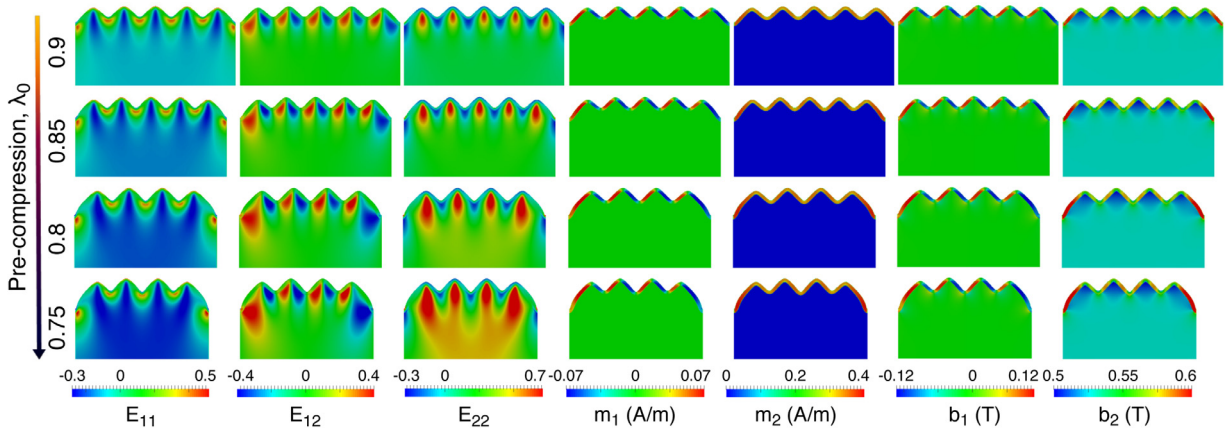 Pre-compression, λ0
0.9
0.85
0.8
0.75
-0.3 0 0.5
-0.4 0 0.4
-0.3 0 0.7
-0.07 0 0.07
0 0.2 0.4
-0.12 0 0.12
0.5 0.55 0.6
E11
E12
E22
m1 (A/m)
m2 (A/m)
b1 (T)
b2 (T)